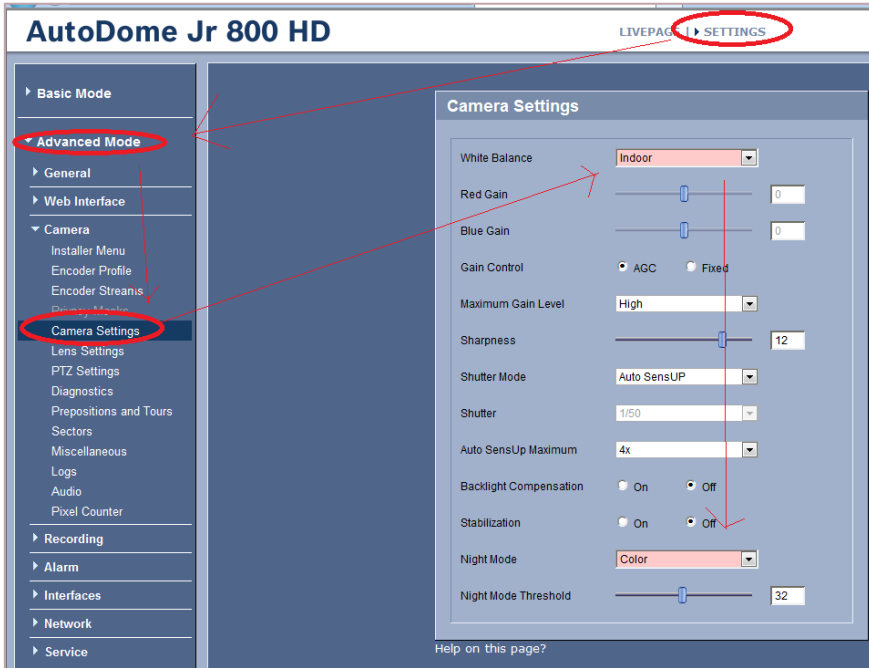 AutoDome Jr 800 HD
LIVEPAGE | SETTINGS
Basic Mode
Advanced Mode
General
Web Interface
Camera
Installer Menu
Encoder Profile
Encoder Streams
Privacy Masks
Camera Settings
Lens Settings
PTZ Settings
Diagnostics
Prepositions and Tours
Sectors
Miscellaneous
Logs
Audio
Pixel Counter
Recording
Alarm
Interfaces
Network
Service
Camera Settings
White Balance Indoor
Red Gain 0
Blue Gain 0
Gain Control AGC Fixed
Maximum Gain Level High
Sharpness 12
Shutter Mode Auto SensUP
Shutter 1/50
Auto SensUp Maximum 4x
Backlight Compensation On Off
Stabilization On Off
Night Mode Color
Night Mode Threshold 32
Help on this page?